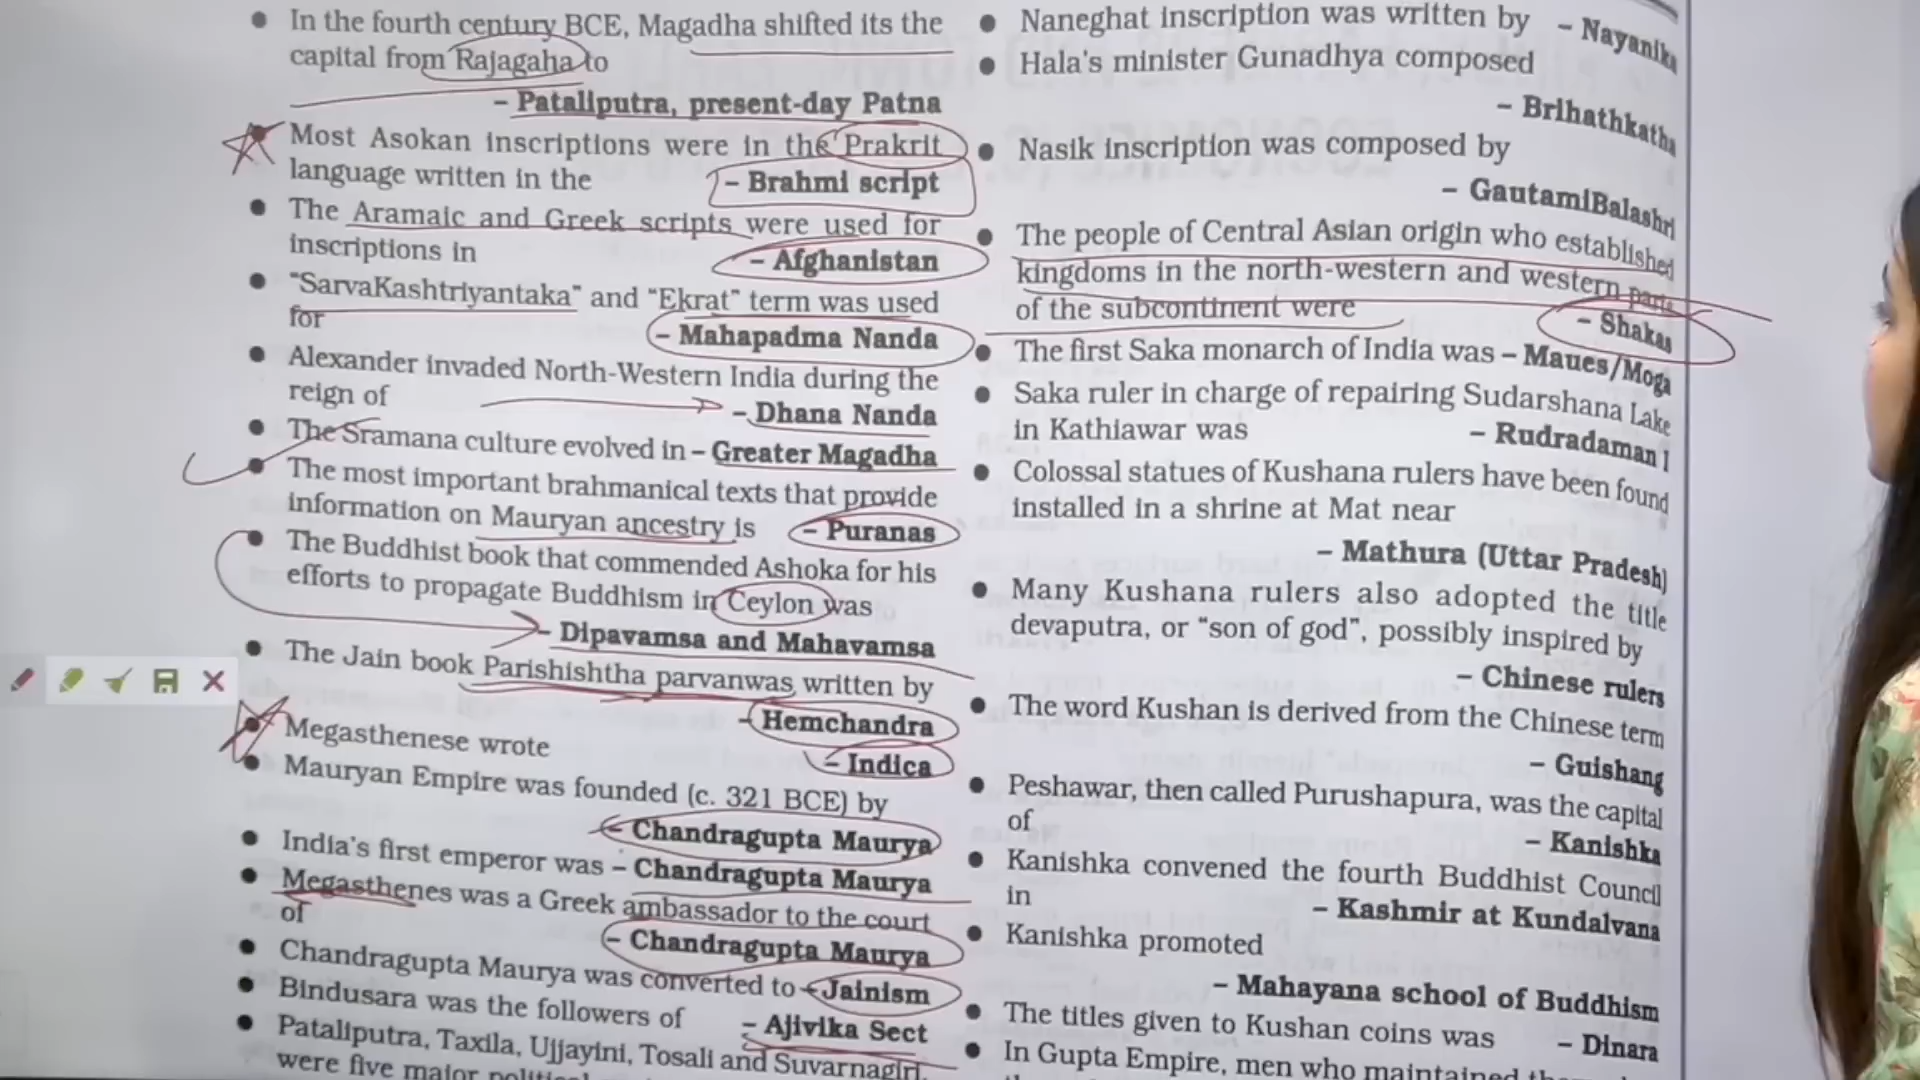 In the fourth century BCE, Magadha shifted its the
capital from Rajagaha to
– Pataliputra, present-day Patna
Most Asokan inscriptions were in the Prakrit
language written in the – Brahmi script
The Aramaic and Greek scripts were used for
inscriptions in – Afghanistan
“SarvaKashtriyantaka” and “Ekrat” term was used
for – Mahapadma Nanda
Alexander invaded North-Western India during the
reign of – Dhana Nanda
The Sramana culture evolved in – Greater Magadha
The most important brahmanical texts that provide
information on Mauryan ancestry is – Puranas
The Buddhist book that commended Ashoka for his
efforts to propagate Buddhism in Ceylon was
– Dipavamsa and Mahavamsa
The Jain book Parishishtha parvanwas written by
– Hemchandra
Megasthenese wrote – Indica
Mauryan Empire was founded (c. 321 BCE) by
– Chandragupta Maurya
India's first emperor was – Chandragupta Maurya
Megasthenes was a Greek ambassador to the court
of – Chandragupta Maurya
Chandragupta Maurya was converted to – Jainism
Bindusara was the followers of – Ajivika Sect
Pataliputra, Taxila, Ujjayini, Tosali and Suvarnagiri,
were five major
Naneghat inscription was written by – Nayanika
Hala's minister Gunadhya composed
– Brihathkatha
Nasik inscription was composed by
– GautamiBalashri
The people of Central Asian origin who established
kingdoms in the north-western and western parts
of the subcontinent were – Shakas
The first Saka monarch of India was – Maues/Moga
Saka ruler in charge of repairing Sudarshana Lake
in Kathiawar was – Rudradaman I
Colossal statues of Kushana rulers have been found
installed in a shrine at Mat near
– Mathura (Uttar Pradesh)
Many Kushana rulers also adopted the title
devaputra, or “son of god”, possibly inspired by
– Chinese rulers
The word Kushan is derived from the Chinese term
– Guishang
Peshawar, then called Purushapura, was the capital
of – Kanishka
Kanishka convened the fourth Buddhist Council
in – Kashmir at Kundalvana
Kanishka promoted
– Mahayana school of Buddhism
The titles given to Kushan coins was – Dinara
In Gupta Empire, men who maintained